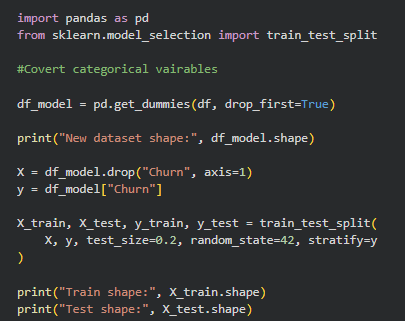 import pandas as pd
from sklearn.model_selection import train_test_split
#Covert categorical vairables
df_model = pd.get_dummies(df, drop_first=True)
print("New dataset shape:", df_model.shape)
X = df_model.drop("Churn", axis=1)
y = df_model["Churn"]
X_train, X_test, y_train, y_test = train_test_split(
    X, y, test_size=0.2, random_state=42, stratify=y
)
print("Train shape:", X_train.shape)
print("Test shape:", X_test.shape)